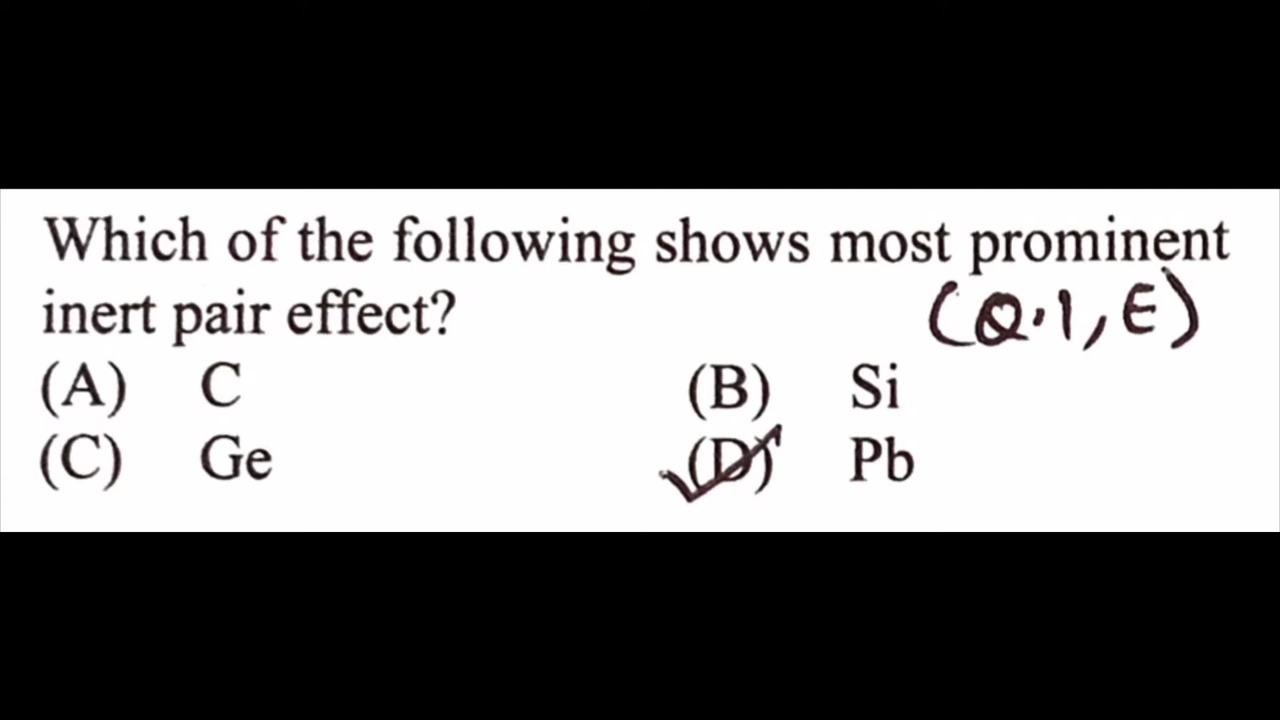 Which of the following shows most prominent
inert pair effect?
(Q.1, E)
(A) C (B) Si
(C) Ge (D) Pb